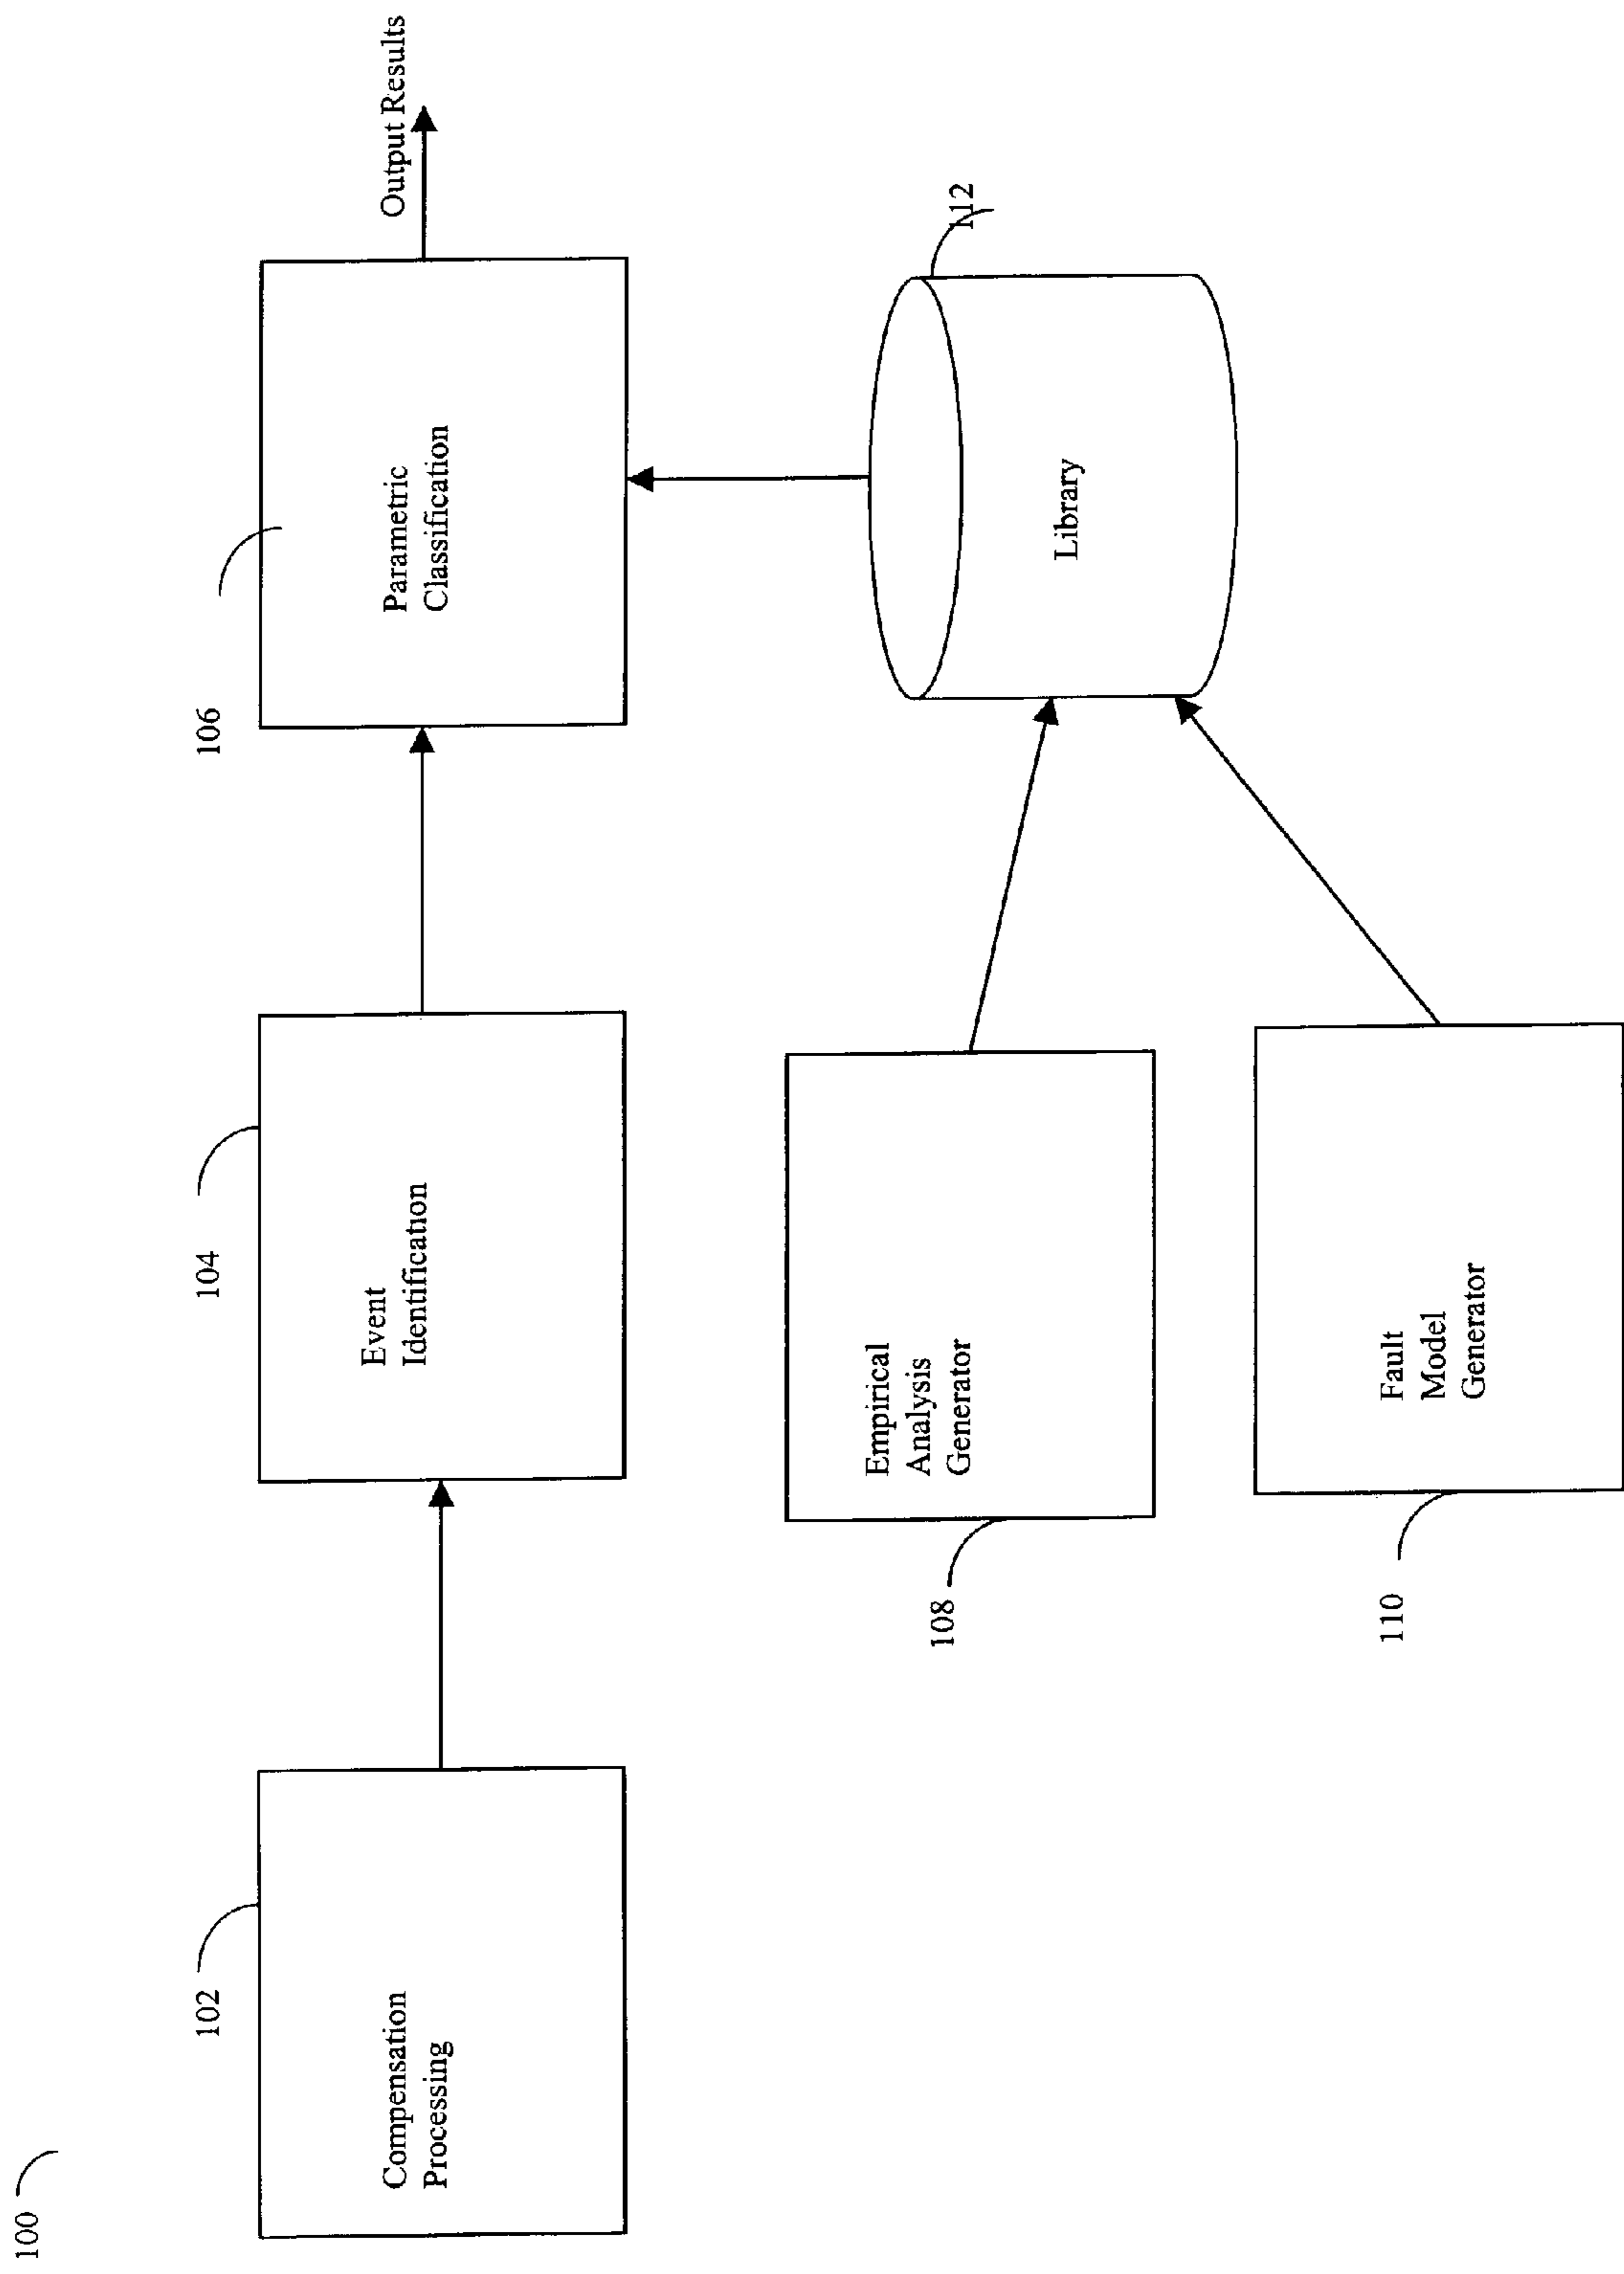 100
102
Compensation
Processing
104
Event
Identification
106
Parametric
Classification
Output Results
108
Empirical
Analysis
Generator
112
Library
110
Fault
Model
Generator